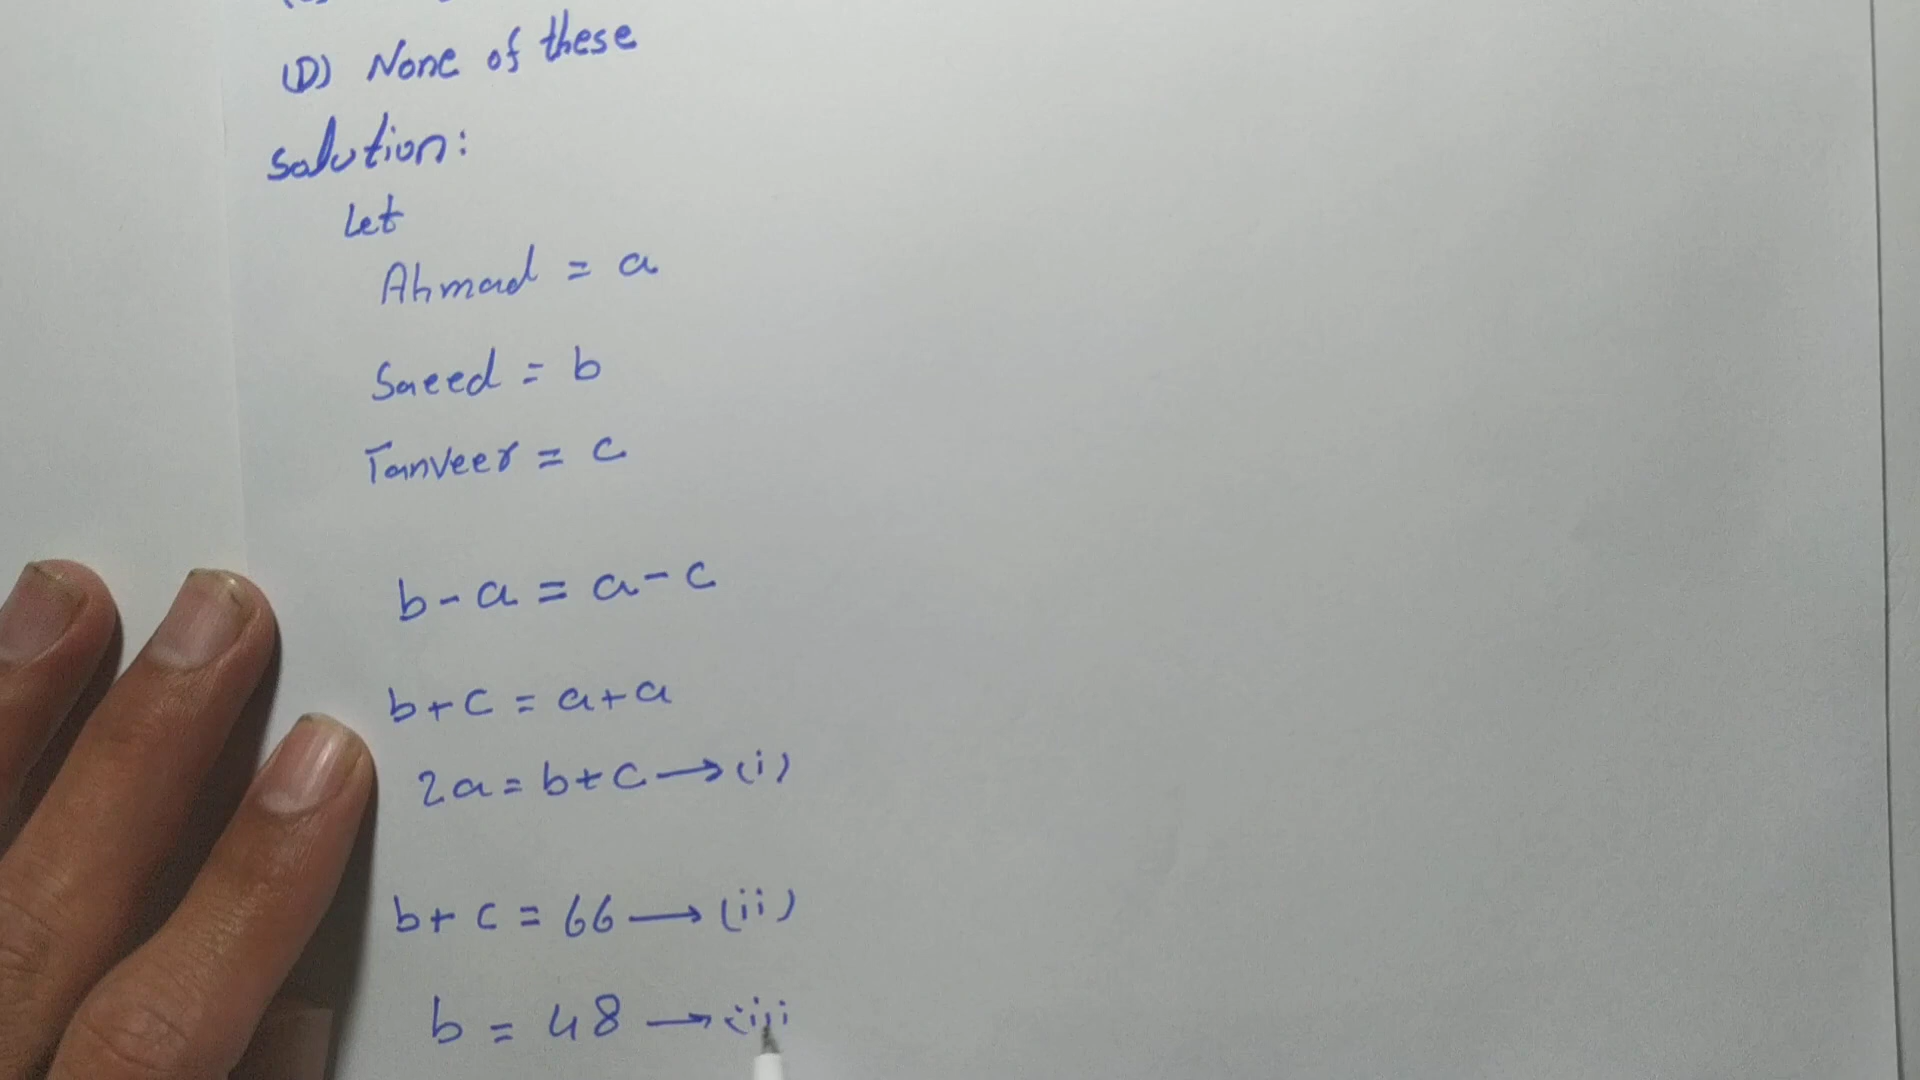 (D) None of these
Solution:
Let
Ahmad = a
Saeed = b
Tanveer = c
b - a = a - c
b + c = a + a
2a = b + c → (i)
b + c = 66 → (ii)
b = 48 → (iii